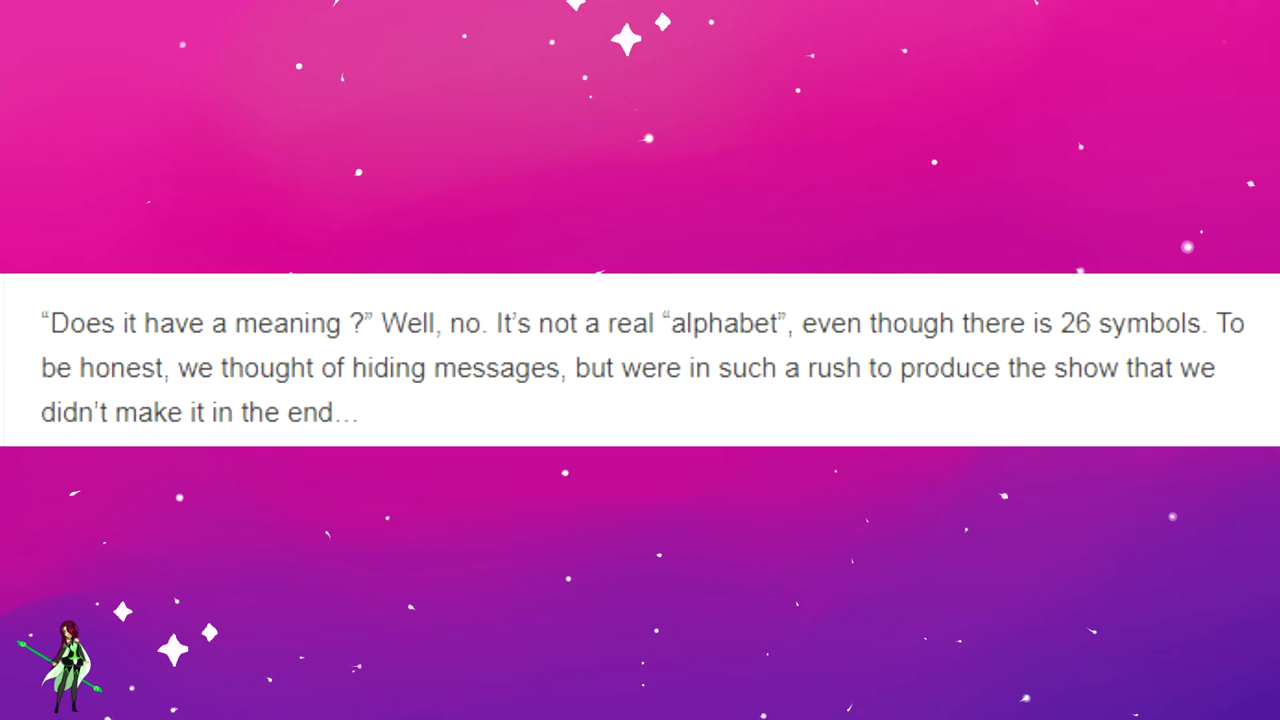 “Does it have a meaning ?” Well, no. It’s not a real “alphabet”, even though there is 26 symbols. To
be honest, we thought of hiding messages, but were in such a rush to produce the show that we
didn’t make it in the end…